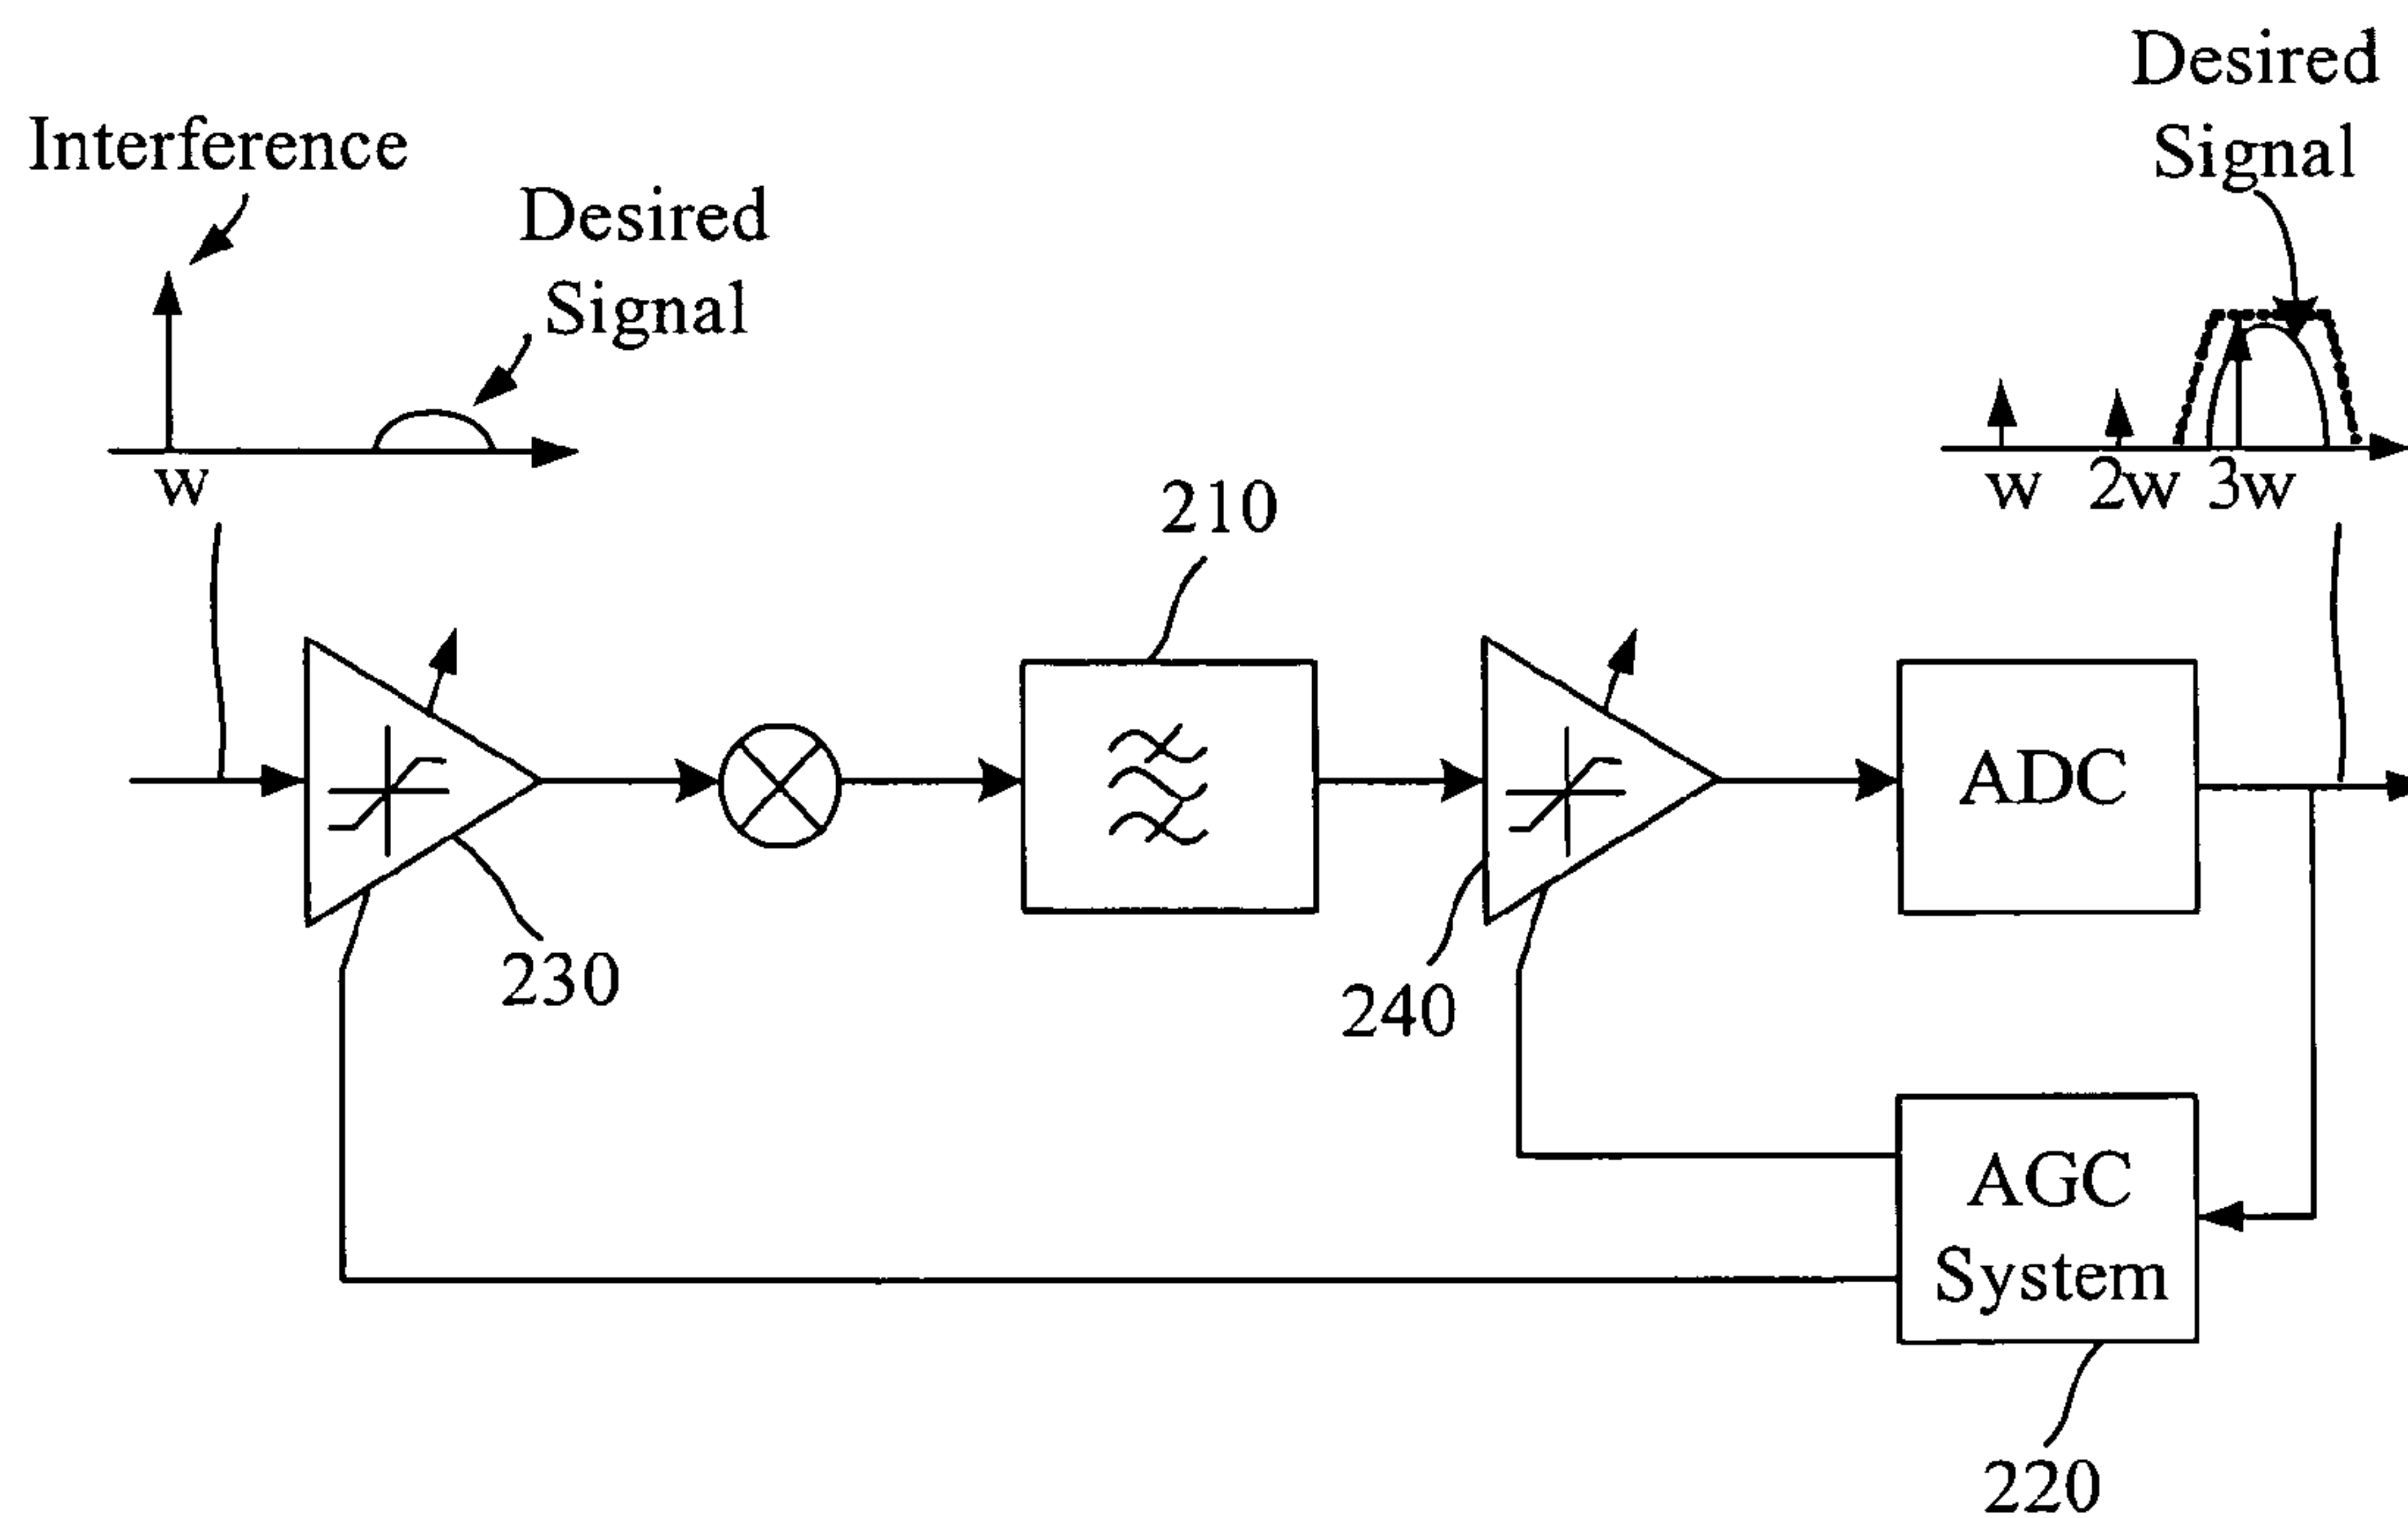 Interference
Desired
Signal
w
Desired
Signal
w 2w 3w
210
230
240
ADC
AGC
System
220